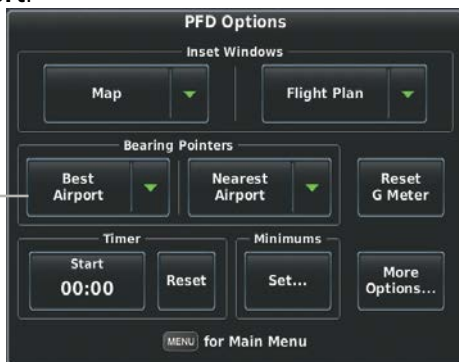 ort.
PFD Options
Inset Windows
Map
Flight Plan
Bearing Pointers
Best
Airport
Nearest
Airport
Reset
G Meter
Timer
Minimums
Start
00:00
Reset
Set...
More
Options...
MENU for Main Menu